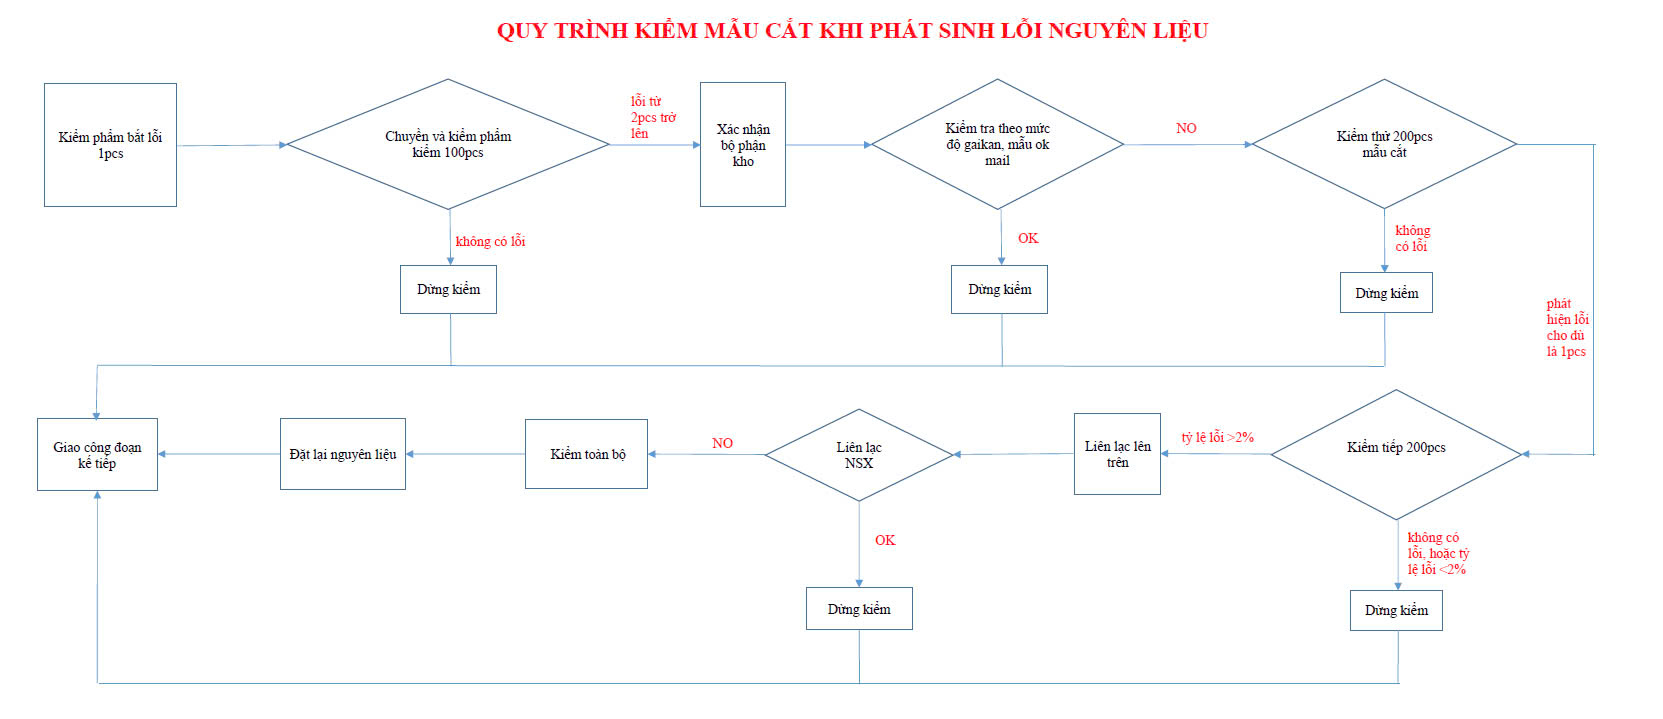 QUY TRÌNH KIỂM MẪU CẮT KHI PHÁT SINH LỖI NGUYÊN LIỆU
Kiểm phẩm bắt lỗi
1pcs
Chuyền và kiểm phẩm
kiểm 100pcs
lỗi từ
2pcs trở
lên
Xác nhận
bộ phận
kho
Kiểm tra theo mức
độ gaikan, mẫu ok
mail
NO
Kiểm thử 200pcs
mẫu cắt
không có lỗi
OK
không
có lỗi
Dừng kiểm
Dừng kiểm
Dừng kiểm
phát
hiện lỗi
cho dù
là 1pcs
Giao công đoạn
kế tiếp
Đặt lại nguyên liệu
Kiểm toàn bộ
NO
Liên lạc
NSX
Liên lạc lên
trên
tỷ lệ lỗi >2%
Kiểm tiếp 200pcs
OK
không có
lỗi, hoặc tỷ
lệ lỗi <2%
Dừng kiểm
Dừng kiểm